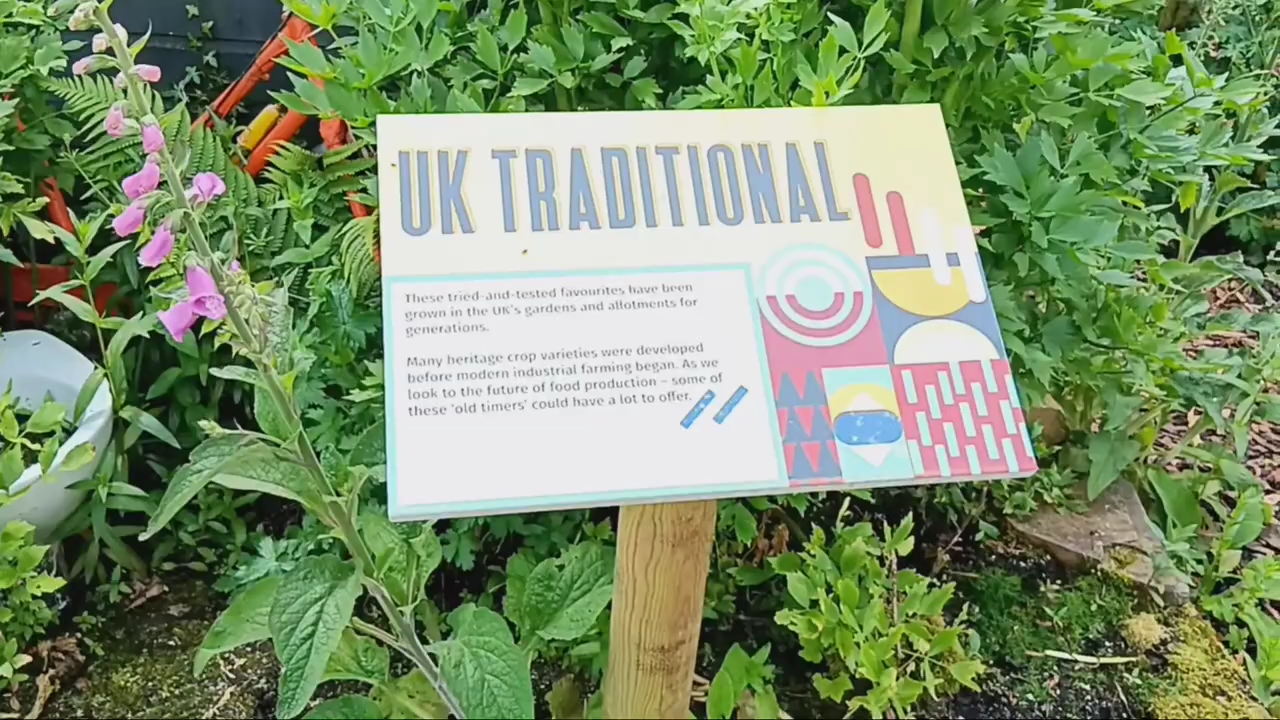 UK TRADITIONAL
These tried-and-tested favourites have been
grown in the UK's gardens and allotments for
generations.
Many heritage crop varieties were developed
before modern industrial farming began. As we
look to the future of food production – some of
these 'old timers' could have a lot to offer.